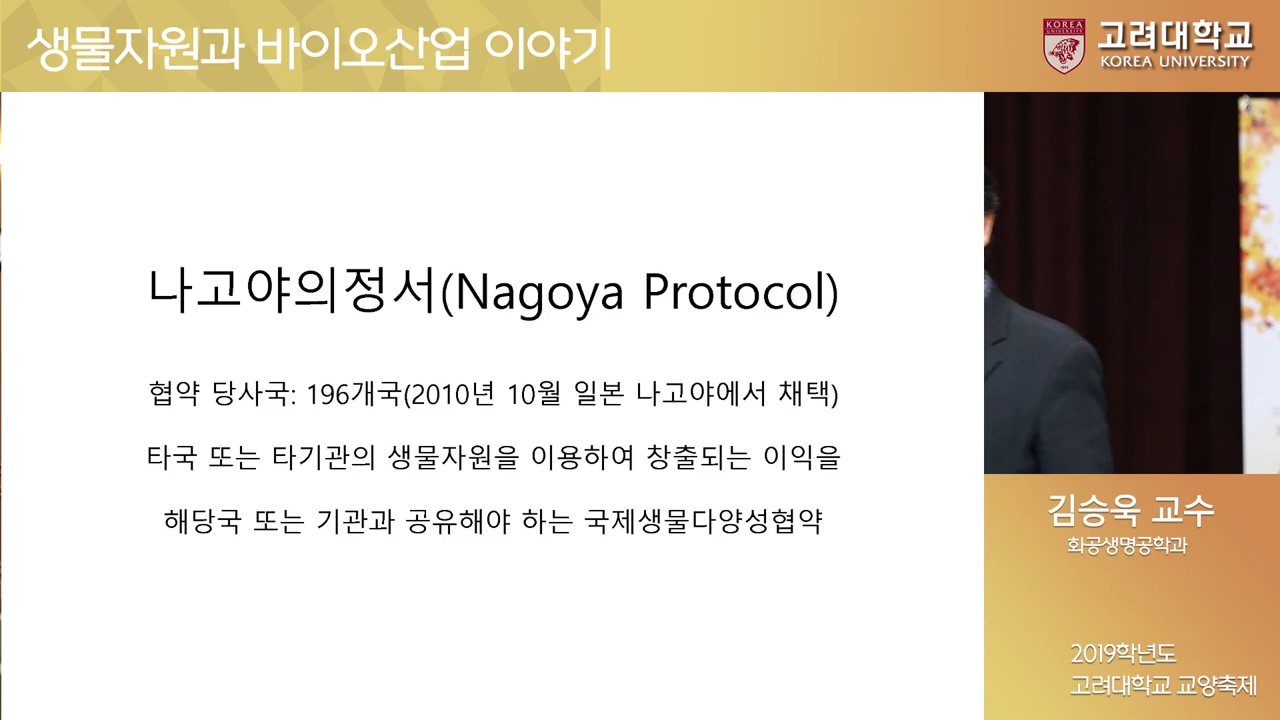 생물자원과 바이오산업 이야기
KOREA
UNIVERSITY
고려대학교
KOREA UNIVERSITY
나고야의정서(Nagoya Protocol)
협약 당사국: 196개국(2010년 10월 일본 나고야에서 채택)
타국 또는 타기관의 생물자원을 이용하여 창출되는 이익을
해당국 또는 기관과 공유해야 하는 국제생물다양성협약
김승욱 교수
화공생명공학과
2019학년도
고려대학교 교양축제